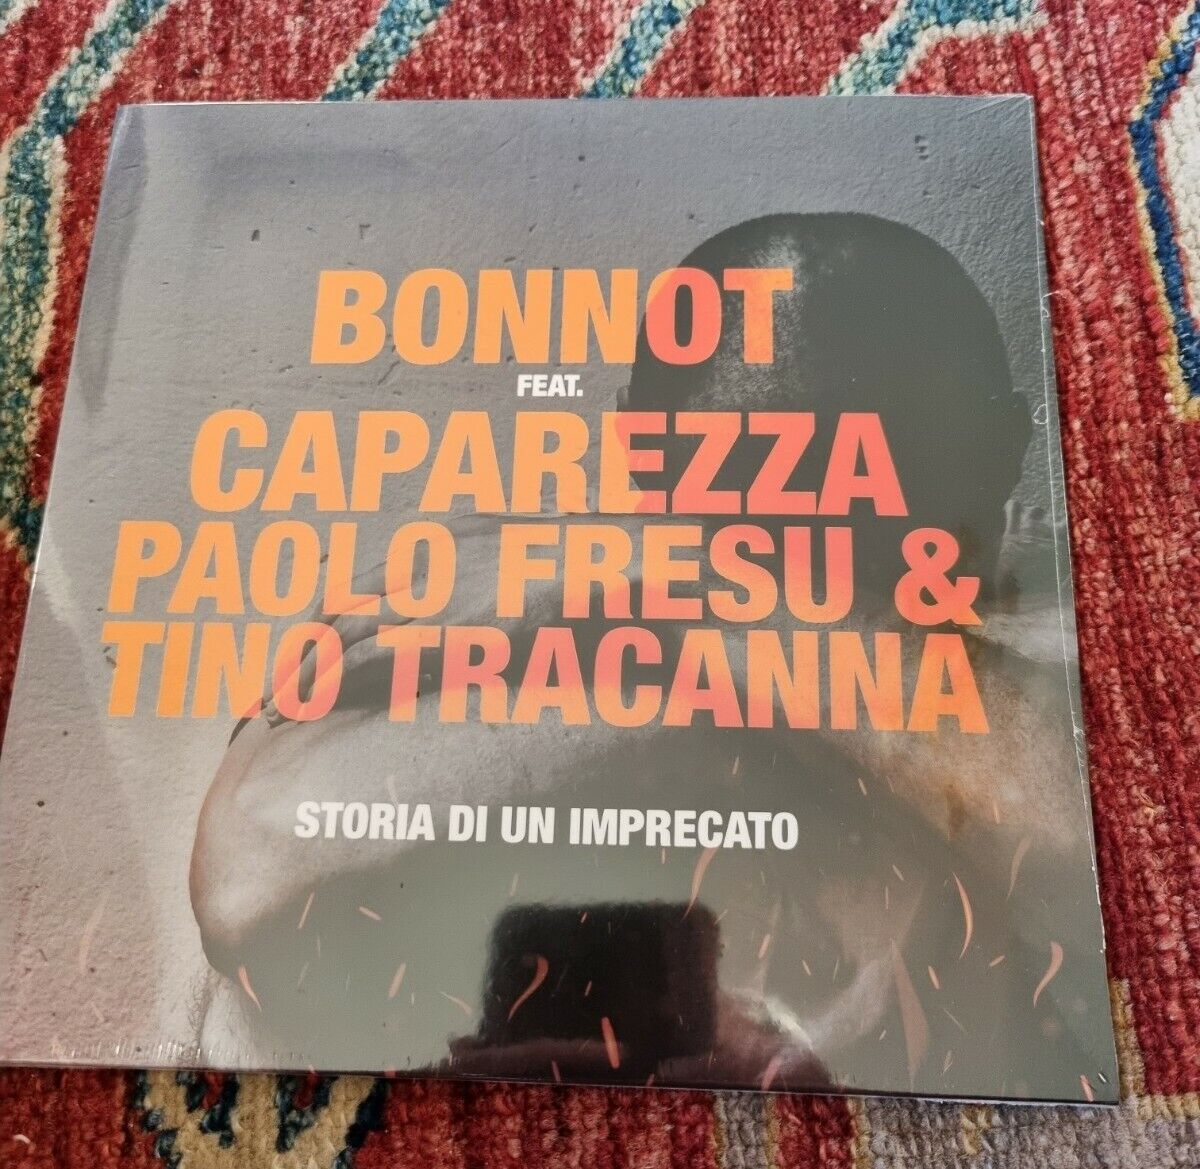 BONNOT
FEAT.
CAPAREZZA
PAOLO FRESU &
TINO TRACANNA
STORIA DI UN IMPRECATO